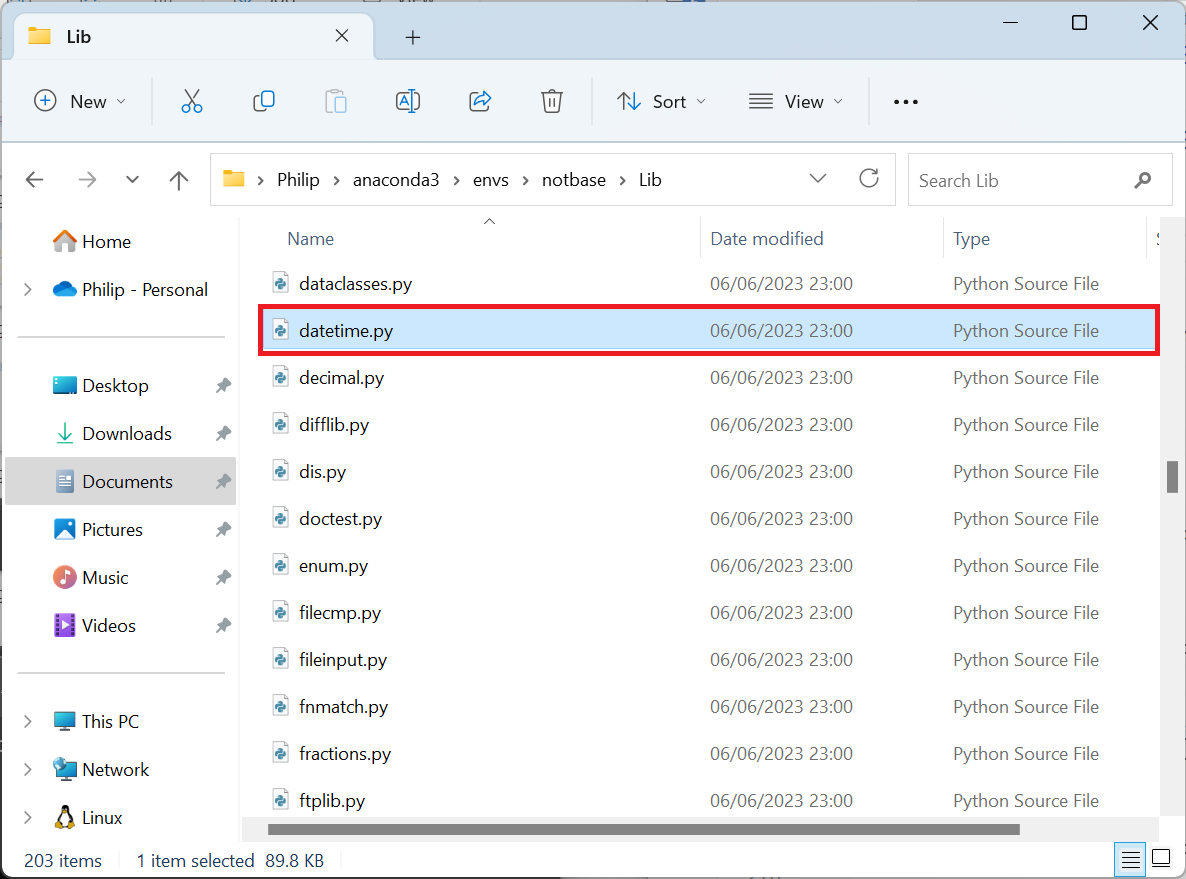 Lib
New
Sort
View
Philip
anaconda3
envs
notbase
Lib
Search Lib
Home
Philip - Personal
Desktop
Downloads
Documents
Pictures
Music
Videos
This PC
Network
Linux
Name Date modified Type
dataclasses.py 06/06/2023 23:00 Python Source File
datetime.py 06/06/2023 23:00 Python Source File
decimal.py 06/06/2023 23:00 Python Source File
difflib.py 06/06/2023 23:00 Python Source File
dis.py 06/06/2023 23:00 Python Source File
doctest.py 06/06/2023 23:00 Python Source File
enum.py 06/06/2023 23:00 Python Source File
filecmp.py 06/06/2023 23:00 Python Source File
fileinput.py 06/06/2023 23:00 Python Source File
fnmatch.py 06/06/2023 23:00 Python Source File
fractions.py 06/06/2023 23:00 Python Source File
ftplib.py 06/06/2023 23:00 Python Source File
203 items 1 item selected 89.8 KB